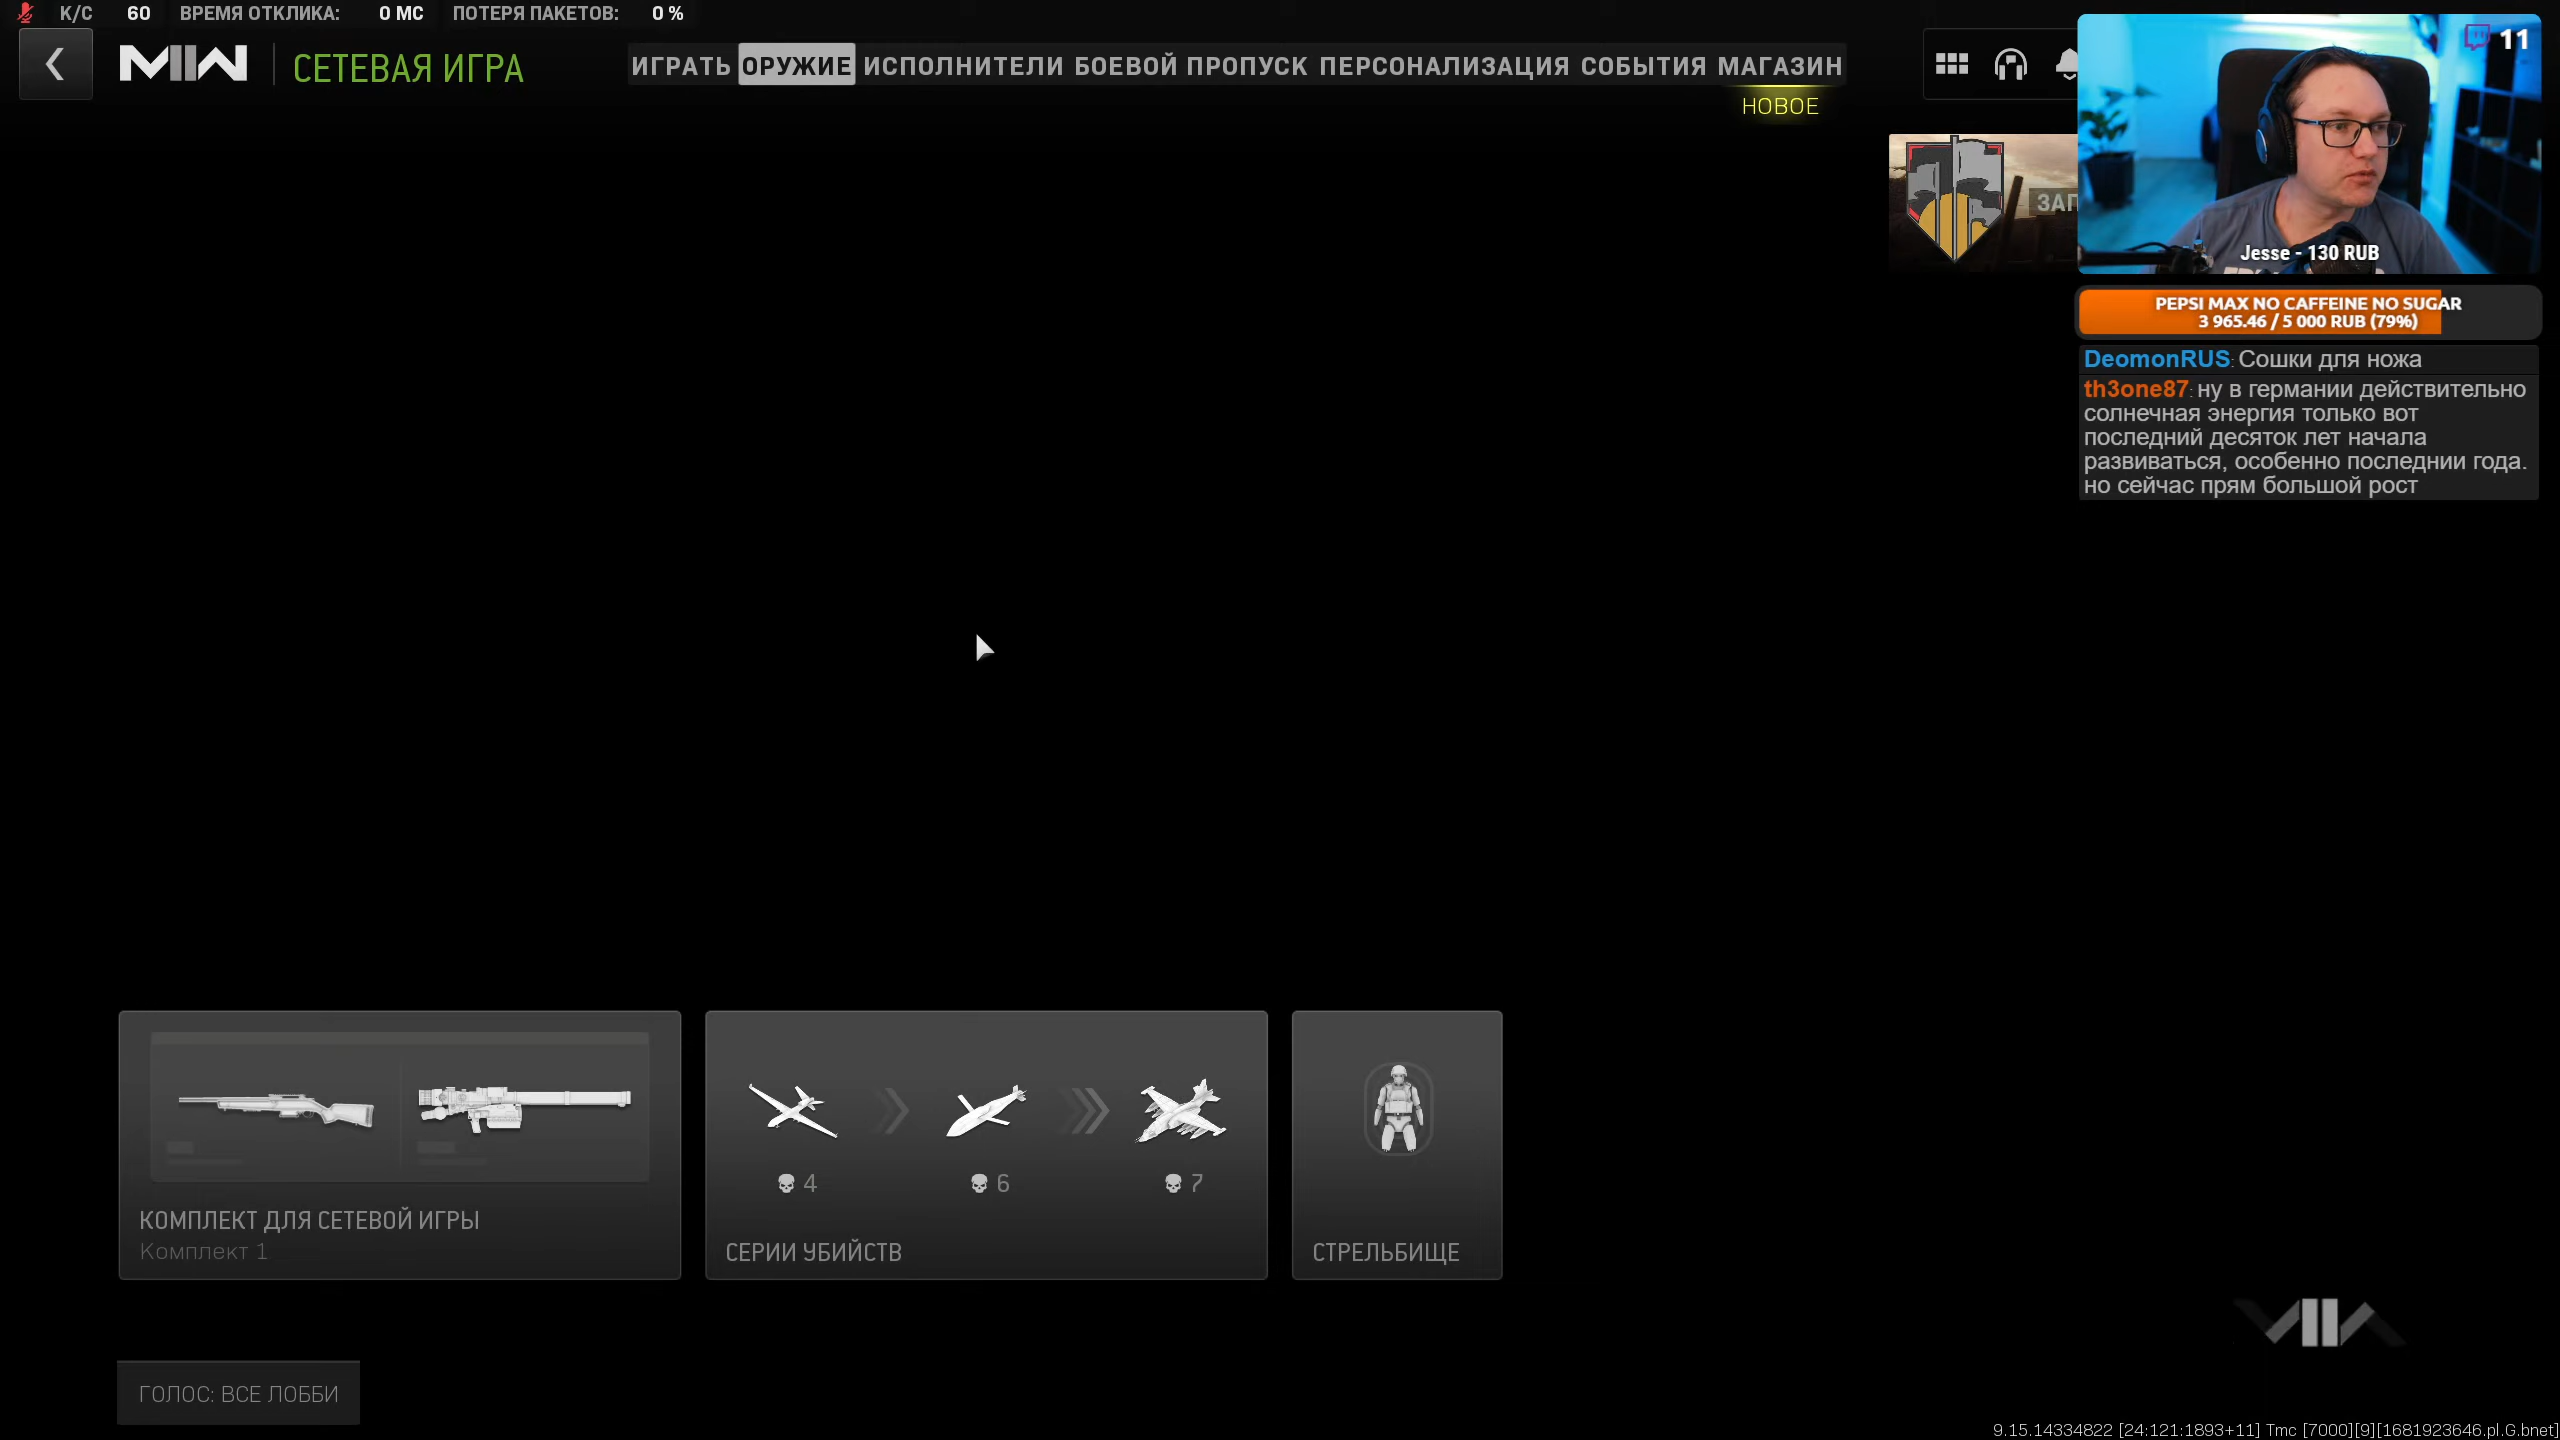 К/С 60 ВРЕМЯ ОТКЛИКА: 0 МС ПОТЕРЯ ПАКЕТОВ: 0 %
MIIW СЕТЕВАЯ ИГРА
ИГРАТЬ ОРУЖИЕ ИСПОЛНИТЕЛИ БОЕВОЙ ПРОПУСК ПЕРСОНАЛИЗАЦИЯ СОБЫТИЯ МАГАЗИН
НОВОЕ
11
ЗАП
Jesse - 130 RUB
PEPSI MAX NO CAFFEINE NO SUGAR
3 965.46 / 5 000 RUB (79%)
DeomonRUS: Сошки для ножа
th3one87: ну в германии действительно
солнечная энергия только вот
последний десяток лет начала
развиваться, особенно последнии года.
но сейчас прям большой рост
4 6 7
КОМПЛЕКТ ДЛЯ СЕТЕВОЙ ИГРЫ
Комплект 1
СЕРИИ УБИЙСТВ
СТРЕЛЬБИЩЕ
ГОЛОС: ВСЕ ЛОББИ
9.15.14334822 [24:121:1893+11] Tmc [7000][9][1681923646.pl.G.bnet]